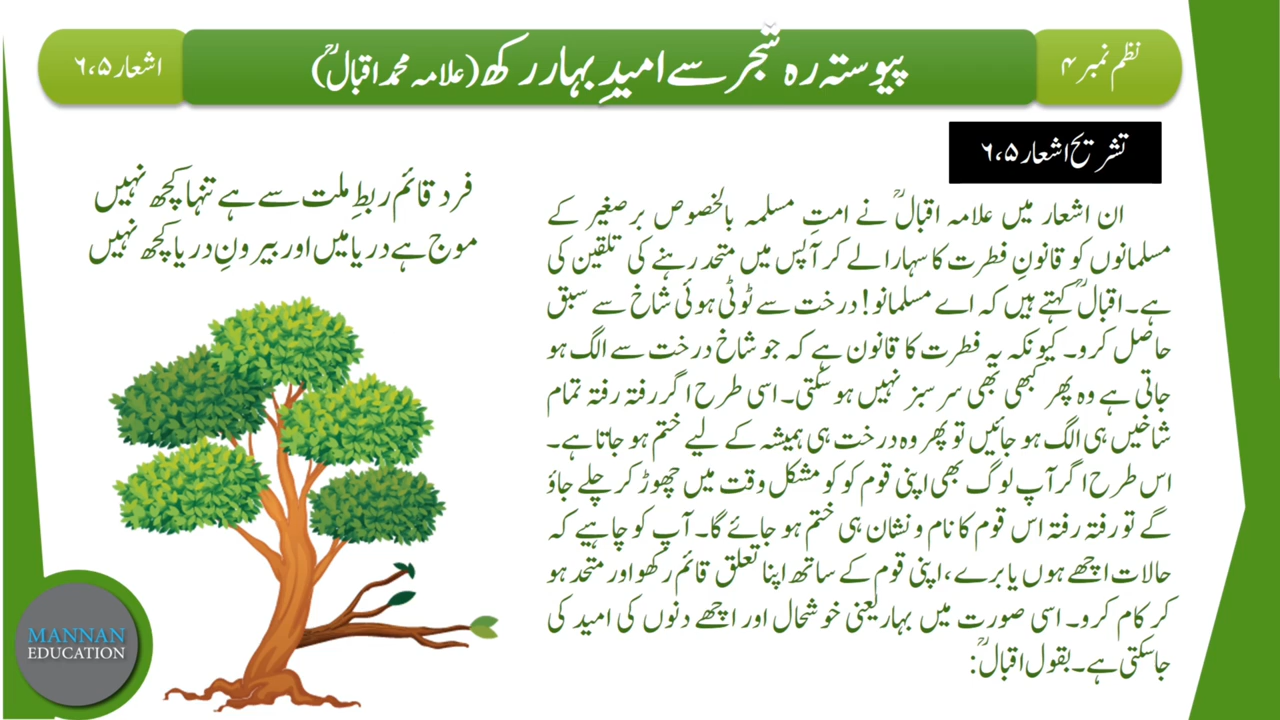 نظم نمبر ۴
پیوستہ رہ شجر سے امیدِ بہار رکھ (علامہ محمد اقبالؒ)
اشعار ۶،۵
تشریح اشعار ۶،۵
ان اشعار میں علامہ اقبالؒ نے امتِ مسلمہ بالخصوص برصغیر کے
مسلمانوں کو قانونِ فطرت کا سہارا لے کر آپس میں متحد رہنے کی تلقین کی
ہے۔ اقبالؒ کہتے ہیں کہ اے مسلمانو! درخت سے ٹوٹی ہوئی شاخ سے سبق
حاصل کرو۔ کیونکہ یہ فطرت کا قانون ہے کہ جو شاخ درخت سے الگ ہو
جاتی ہے وہ پھر کبھی بھی سر سبز نہیں ہو سکتی۔ اسی طرح اگر رفتہ رفتہ تمام
شاخیں ہی الگ ہو جائیں تو پھر وہ درخت ہی ہمیشہ کے لیے ختم ہو جاتا ہے۔
اس طرح اگر آپ لوگ بھی اپنی قوم کو کو مشکل وقت میں چھوڑ کر چلے جاؤ
گے تو رفتہ رفتہ اس قوم کا نام و نشان ہی ختم ہو جائے گا۔ آپ کو چاہیے کہ
حالات اچھے ہوں یا برے، اپنی قوم کے ساتھ اپنا تعلق قائم رکھو اور متحد ہو
کر کام کرو۔ اسی صورت میں بہار یعنی خوشحال اور اچھے دنوں کی امید کی
جا سکتی ہے۔ بقول اقبالؒ:
فرد قائم ربطِ ملت سے ہے تنہا کچھ نہیں
موج ہے دریا میں اور بیرونِ دریا کچھ نہیں
MANNAN
EDUCATION